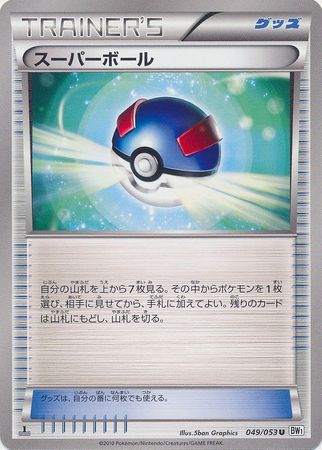 TRAINER'S グッズ
スーパーボール
自分の山札を上から7枚見る。その中からポケモンを1枚
選び、相手に見せてから、手札に加えてよい。残りのカード
は山札にもどし、山札を切る。
グッズは、自分の番に何枚でも使える。
Illus.5ban Graphics 049/053 U BW1
©2010 Pokémon/Nintendo/Creatures/GAME FREAK.